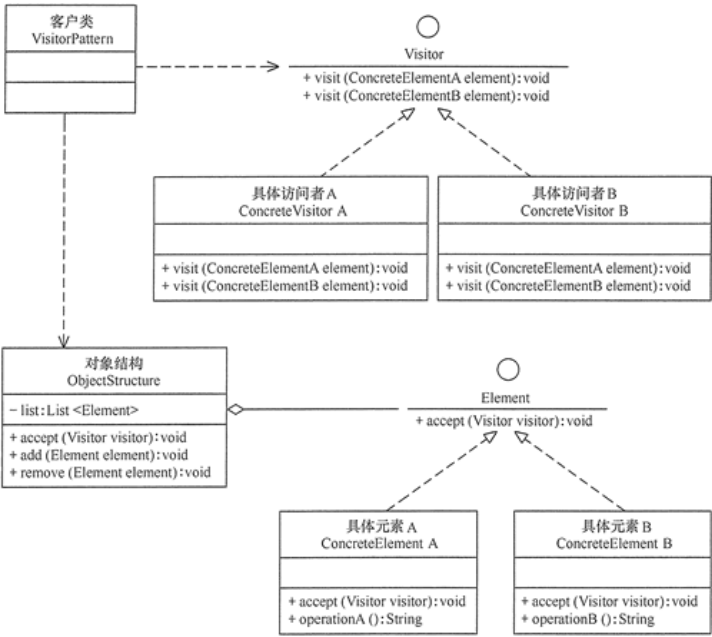 客户类
VisitorPattern
Visitor
+ visit (ConcreteElementA element): void
+ visit (ConcreteElementB element): void
具体访问者 A
ConcreteVisitor A
+ visit (ConcreteElementA element): void
+ visit (ConcreteElementB element): void
具体访问者 B
ConcreteVisitor B
+ visit (ConcreteElementA element): void
+ visit (ConcreteElementB element): void
对象结构
ObjectStructure
− list: List <Element>
+ accept (Visitor visitor): void
+ add (Element element): void
+ remove (Element element): void
Element
+ accept (Visitor visitor): void
具体元素 A
ConcreteElement A
+ accept (Visitor visitor): void
+ operationA (): String
具体元素 B
ConcreteElement B
+ accept (Visitor visitor): void
+ operationB (): String